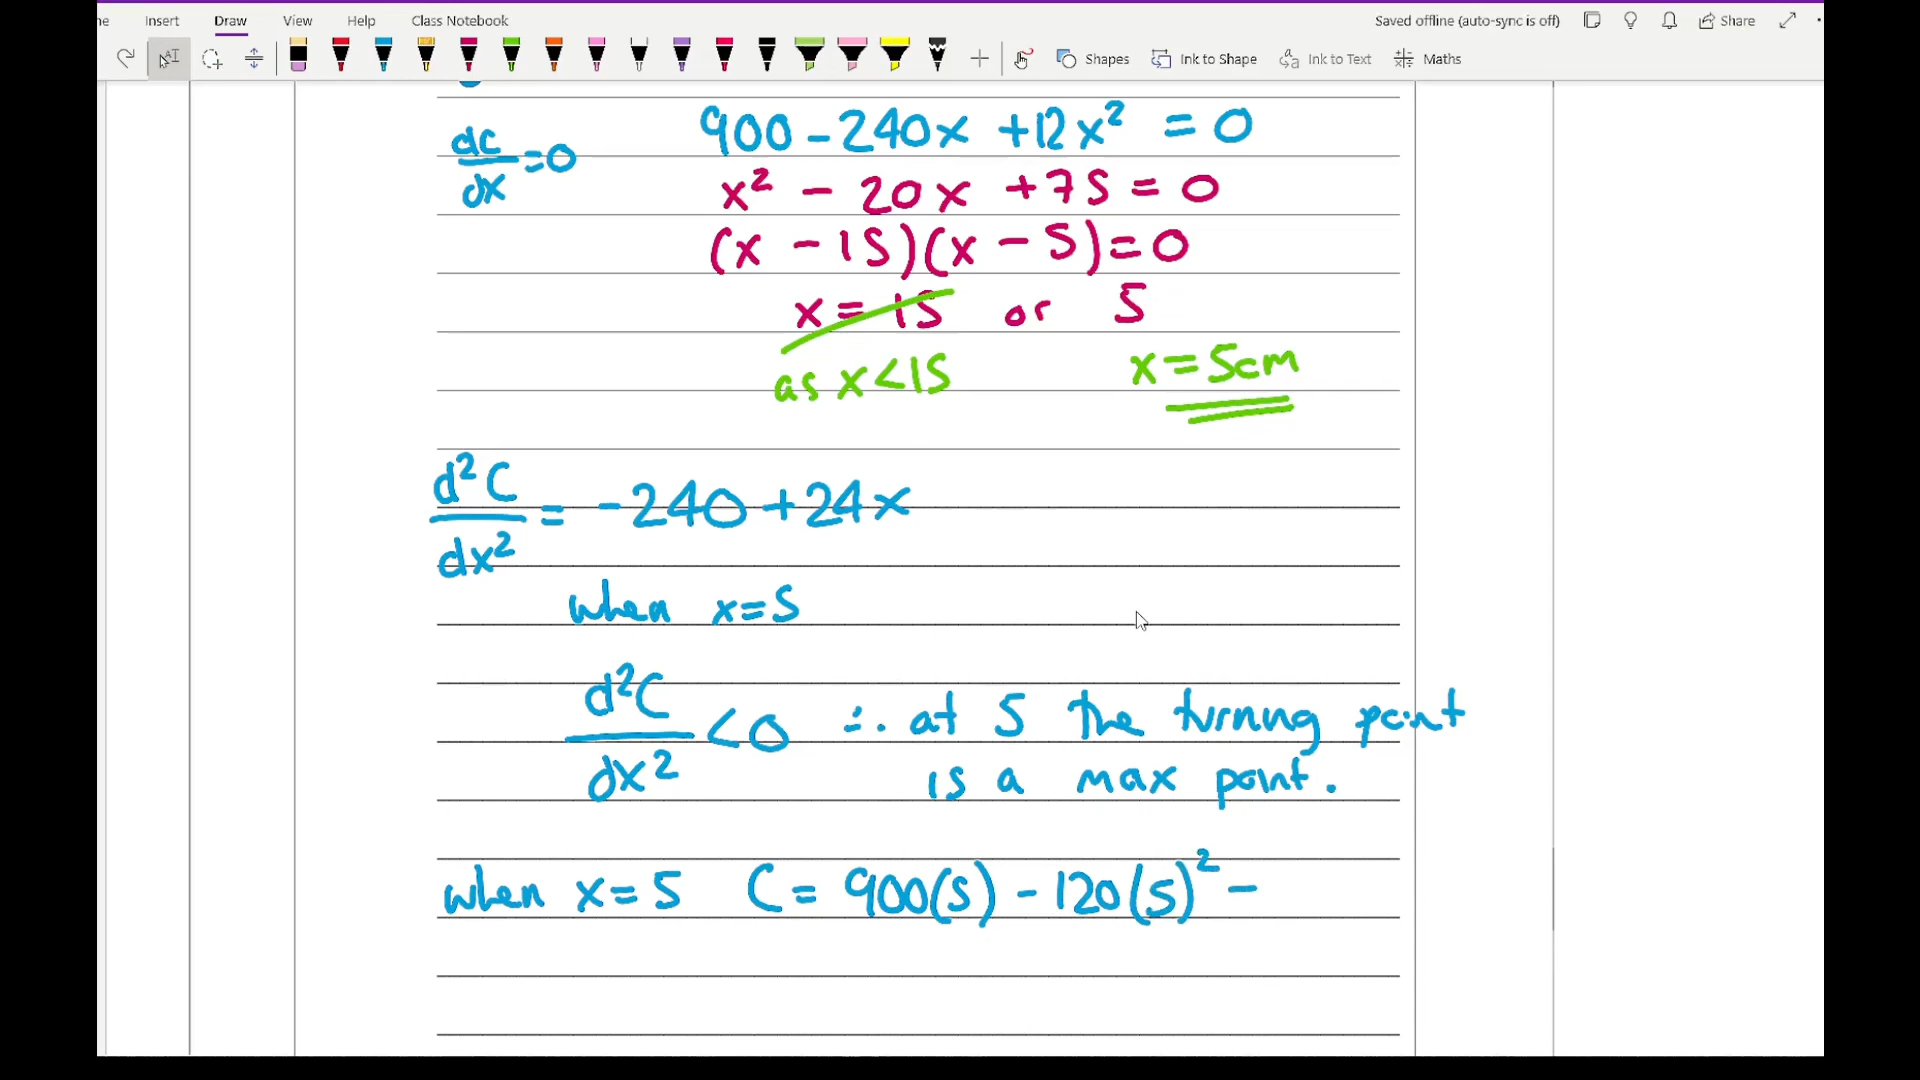 Insert Draw View Help Class Notebook Saved offline (auto-sync is off) Share
Shapes Ink to Shape Ink to Text Maths
900 - 240x + 12x² = 0
dC/dx = 0
x² - 20x + 75 = 0
(x - 15)(x - 5) = 0
x = 15 or 5
as x < 15 x = 5cm
d²C/dx² = -240 + 24x
when x = 5
d²C/dx² < 0 ∴ at 5 the turning point
is a max point.
when x = 5 C = 900(5) - 120(5)² -